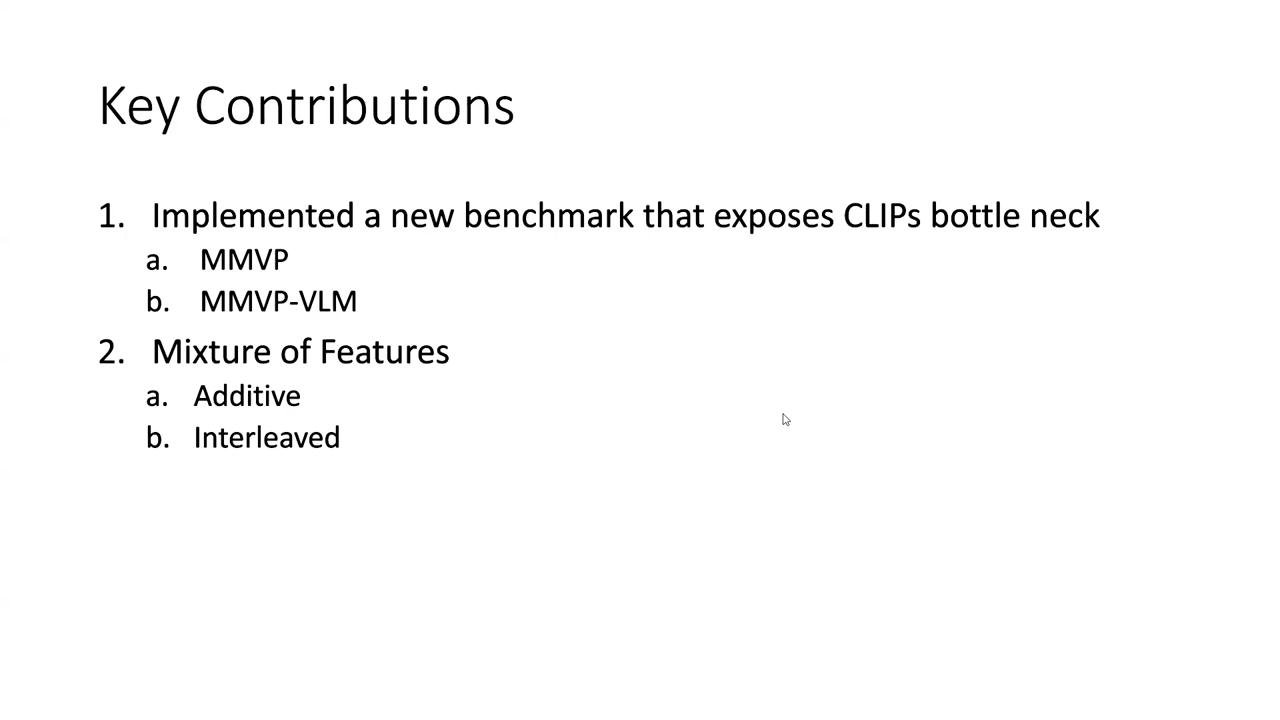 Key Contributions
1. Implemented a new benchmark that exposes CLIPs bottle neck
a. MMVP
b. MMVP-VLM
2. Mixture of Features
a. Additive
b. Interleaved